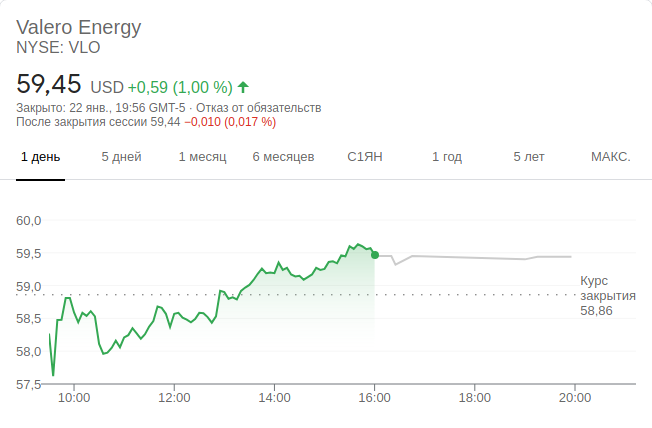 Valero Energy
NYSE: VLO
59,45 USD +0,59 (1,00 %)
Закрыто: 22 янв., 19:56 GMT-5 · Отказ от обязательств
После закрытия сессии 59,44 −0,010 (0,017 %)
1 день 5 дней 1 месяц 6 месяцев С1ЯН 1 год 5 лет МАКС.
60,0
59,5
59,0
58,5
58,0
57,5
Курс
закрытия
58,86
10:00 12:00 14:00 16:00 18:00 20:00